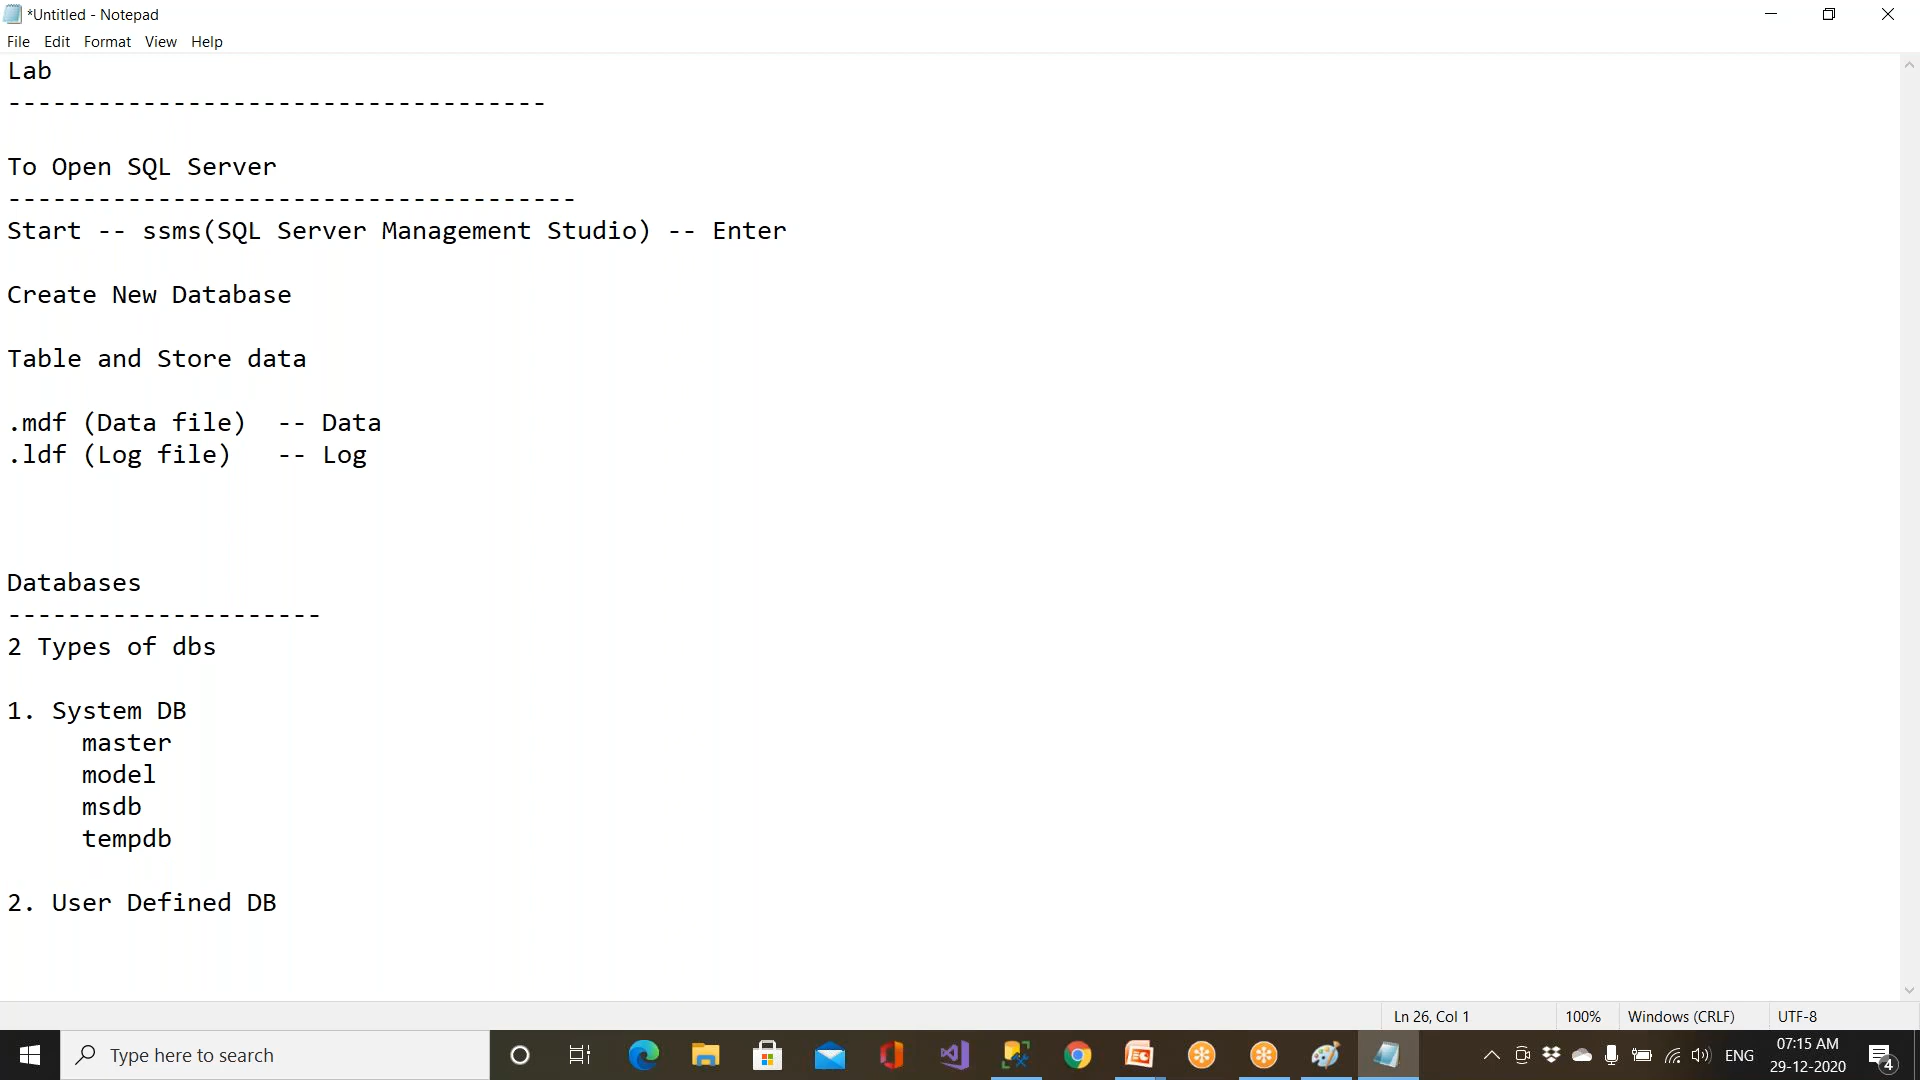 *Untitled - Notepad
File Edit Format View Help
Lab
------------------------------------
To Open SQL Server
--------------------------------------
Start -- ssms(SQL Server Management Studio) -- Enter
Create New Database
Table and Store data
.mdf (Data file)  -- Data
.ldf (Log file)   -- Log
Databases
---------------------
2 Types of dbs
1. System DB
master
model
msdb
tempdb
2. User Defined DB
Ln 26, Col 1 100% Windows (CRLF) UTF-8
Type here to search
ENG
07:15 AM
29-12-2020
4